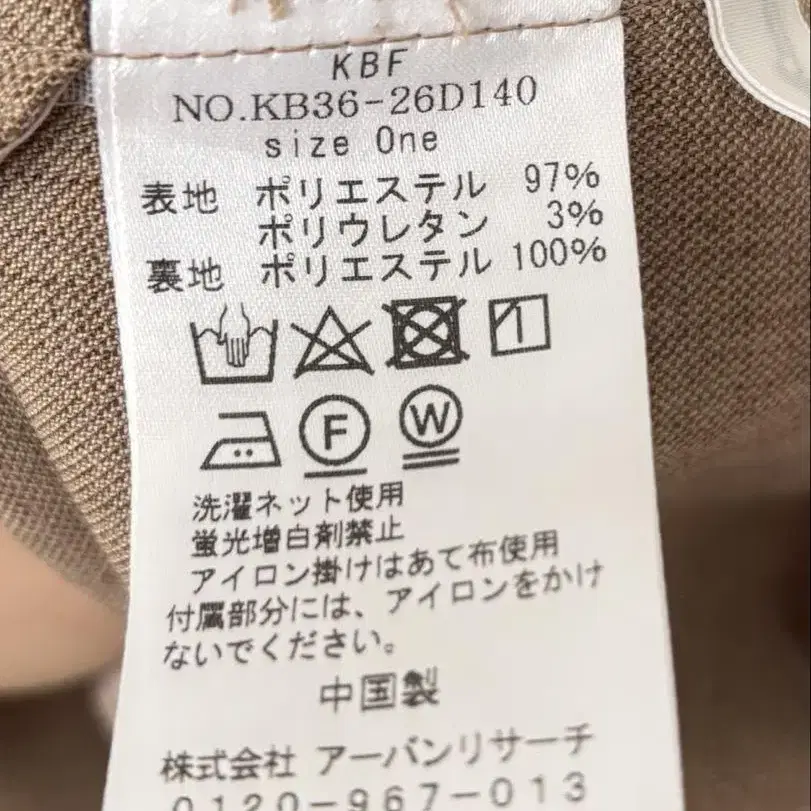 KBF
NO.KB36-26D140
size One
表地 ポリエステル 97%
ポリウレタン 3%
裏地 ポリエステル 100%
F W
洗濯ネット使用
蛍光増白剤禁止
アイロン掛けはあて布使用
付属部分には、アイロンをかけ
ないでください。
中国製
株式会社 アーバンリサーチ
0120-967-013